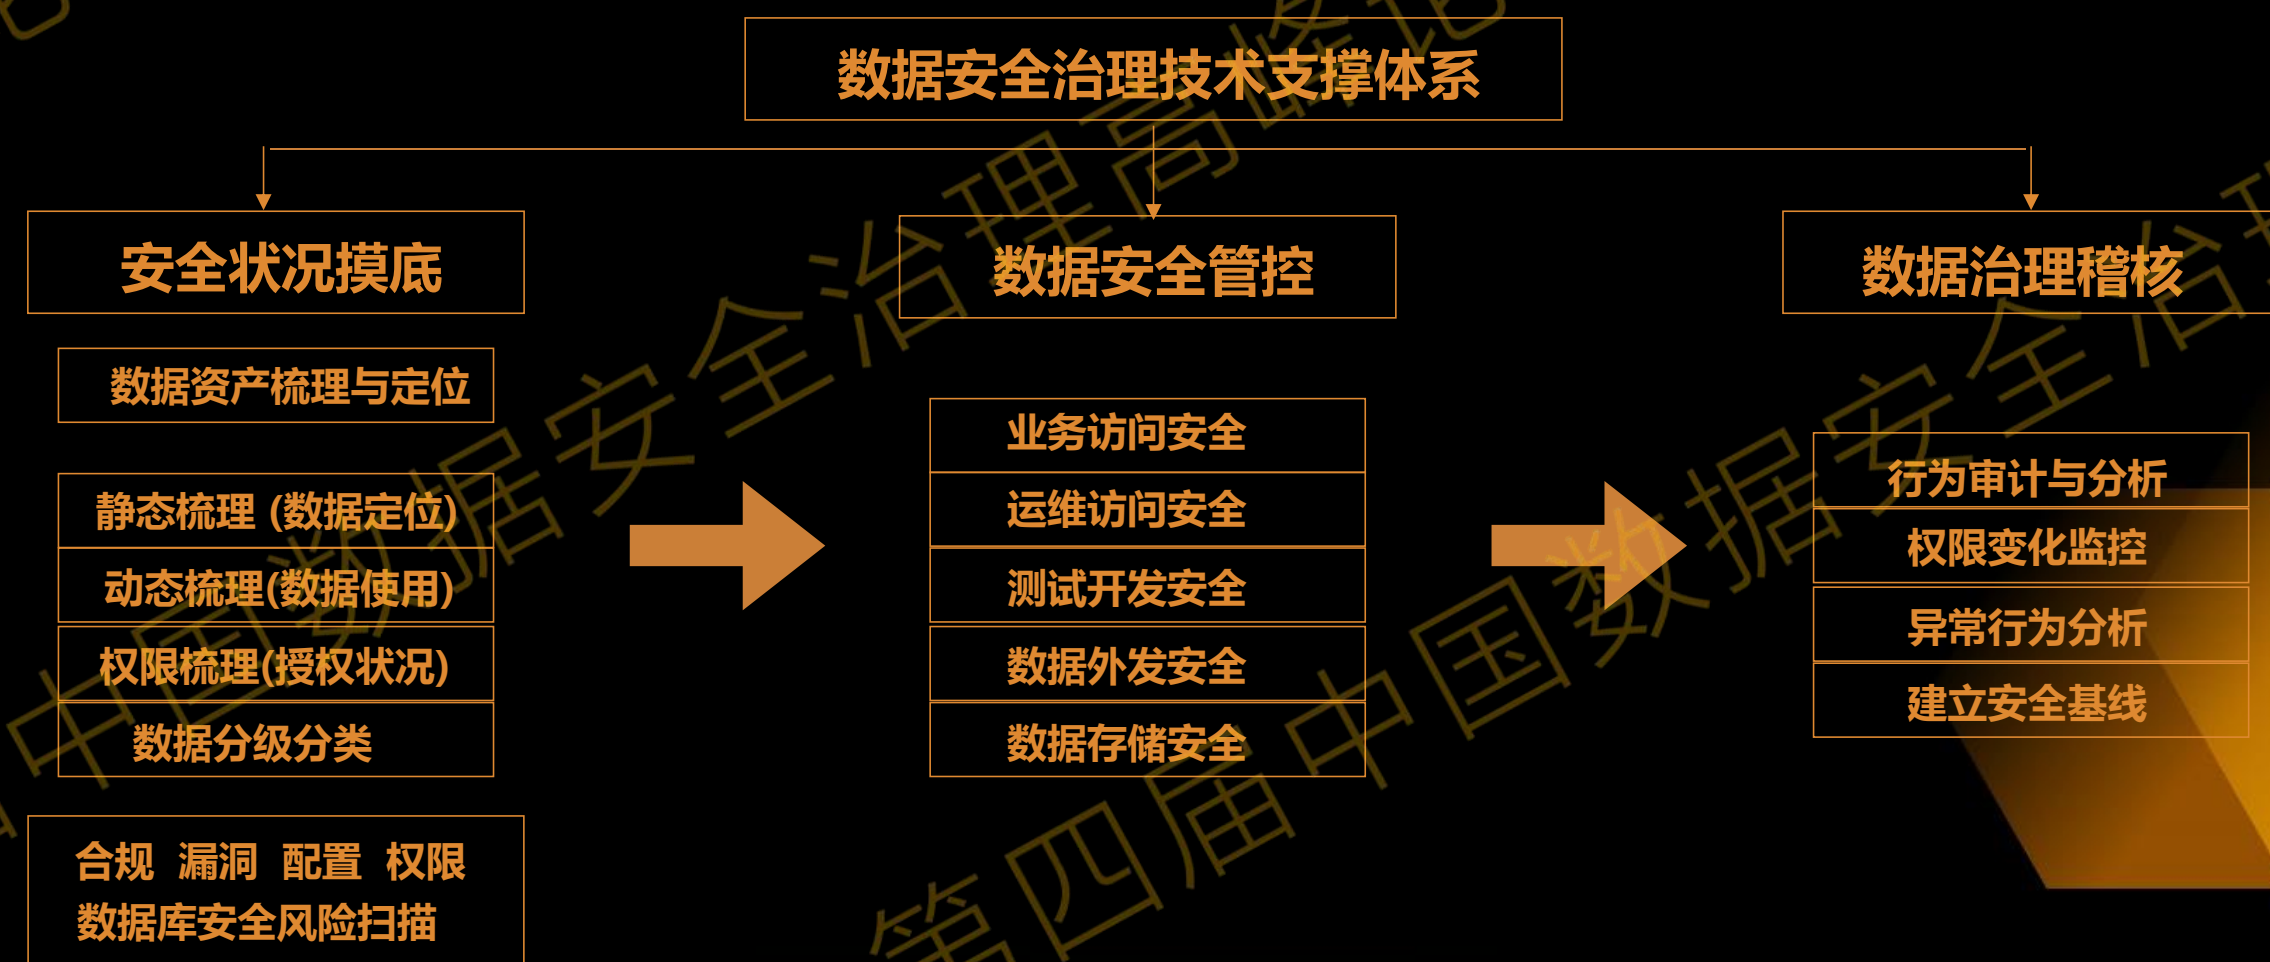 数据安全治理技术支撑体系
安全状况摸底
数据资产梳理与定位
静态梳理 (数据定位)
动态梳理(数据使用)
权限梳理(授权状况)
数据分级分类
合规 漏洞 配置 权限
数据库安全风险扫描
数据安全管控
业务访问安全
运维访问安全
测试开发安全
数据外发安全
数据存储安全
数据治理稽核
行为审计与分析
权限变化监控
异常行为分析
建立安全基线
中国数据安全治理高峰论
第四届中国数据安全治理